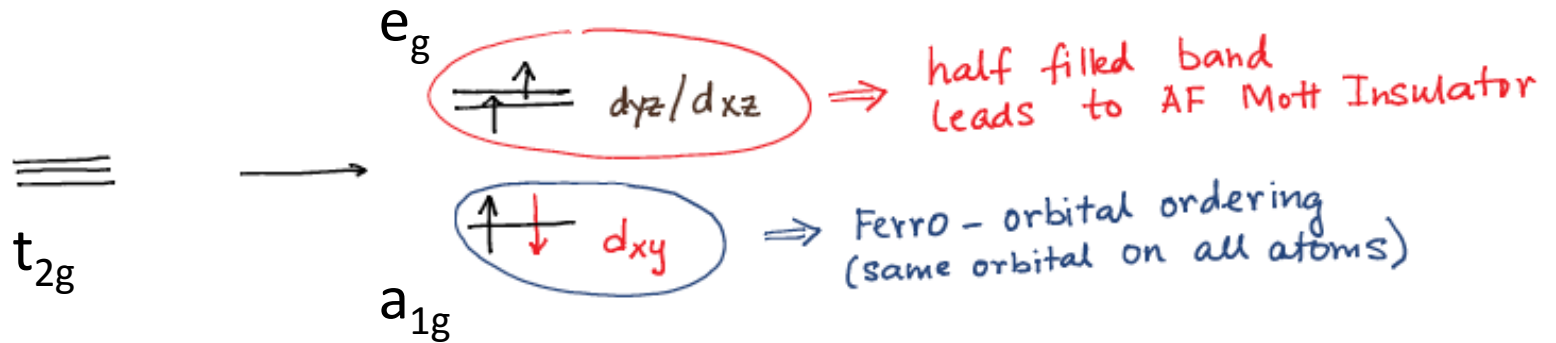 e_g
dyz/dxz
⇒ half filled band
leads to AF Mott Insulator
t_2g
dxy
⇒ Ferro - orbital ordering
(same orbital on all atoms)
a_1g